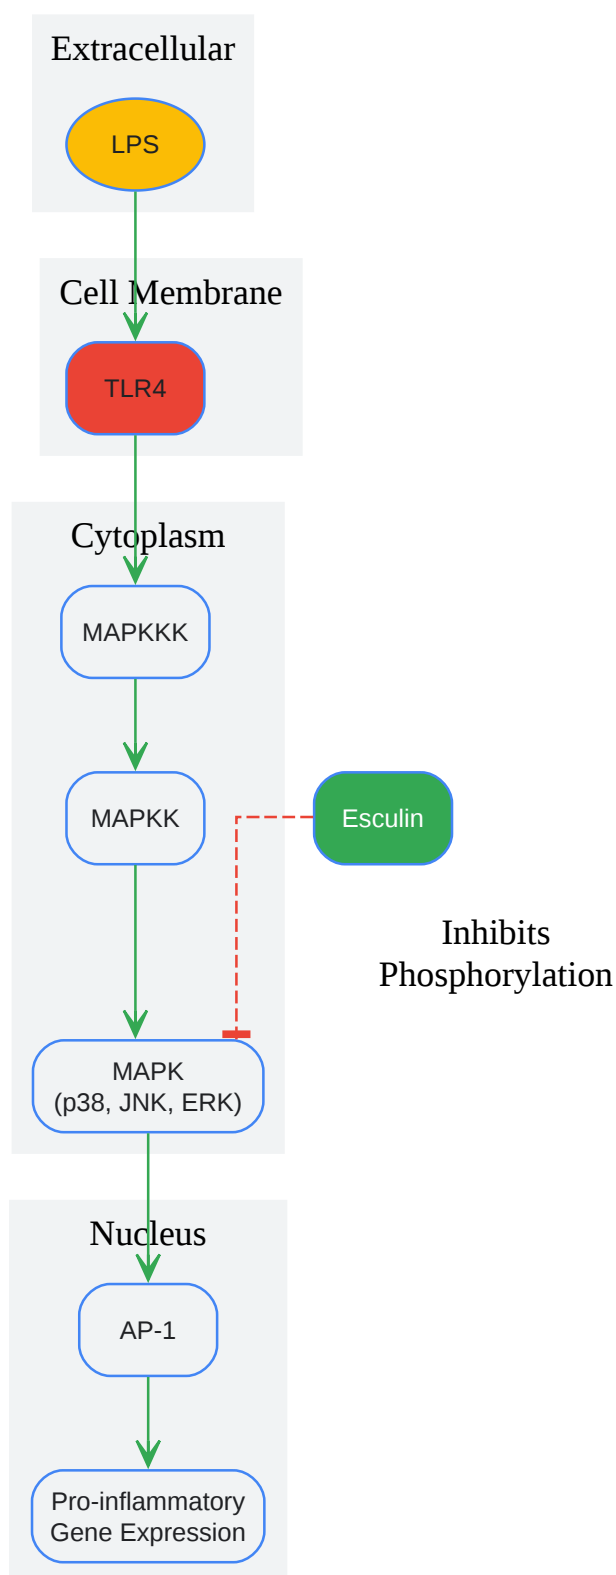 Extracellular
LPS
Cell Membrane
TLR4
Cytoplasm
MAPKKK
MAPKK
Esculin
Inhibits
Phosphorylation
MAPK
(p38, JNK, ERK)
Nucleus
AP-1
Pro-inflammatory
Gene Expression